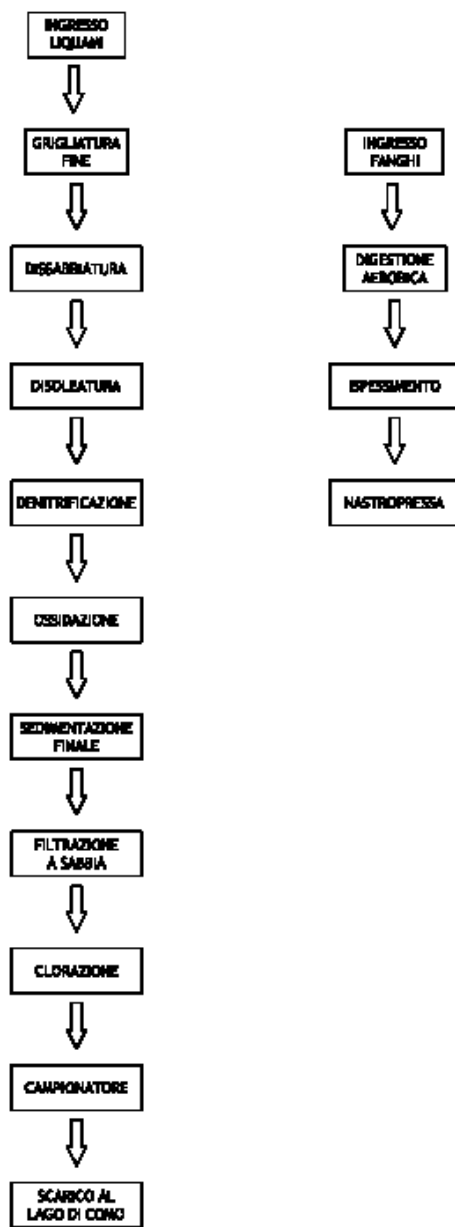 INGRESSO
LIQUAMI
GRIGLIATURA
FINE
DISSABBIATURA
DISOLEATURA
DENITRIFICAZIONE
OSSIDAZIONE
SEDIMENTAZIONE
FINALE
FILTRAZIONE
A SABBIA
CLORAZIONE
CAMPIONATORE
SCARICO AL
LAGO DI COMO
INGRESSO
FANGHI
DIGESTIONE
AEROBICA
ISPESSIMENTO
NASTROPRESSA